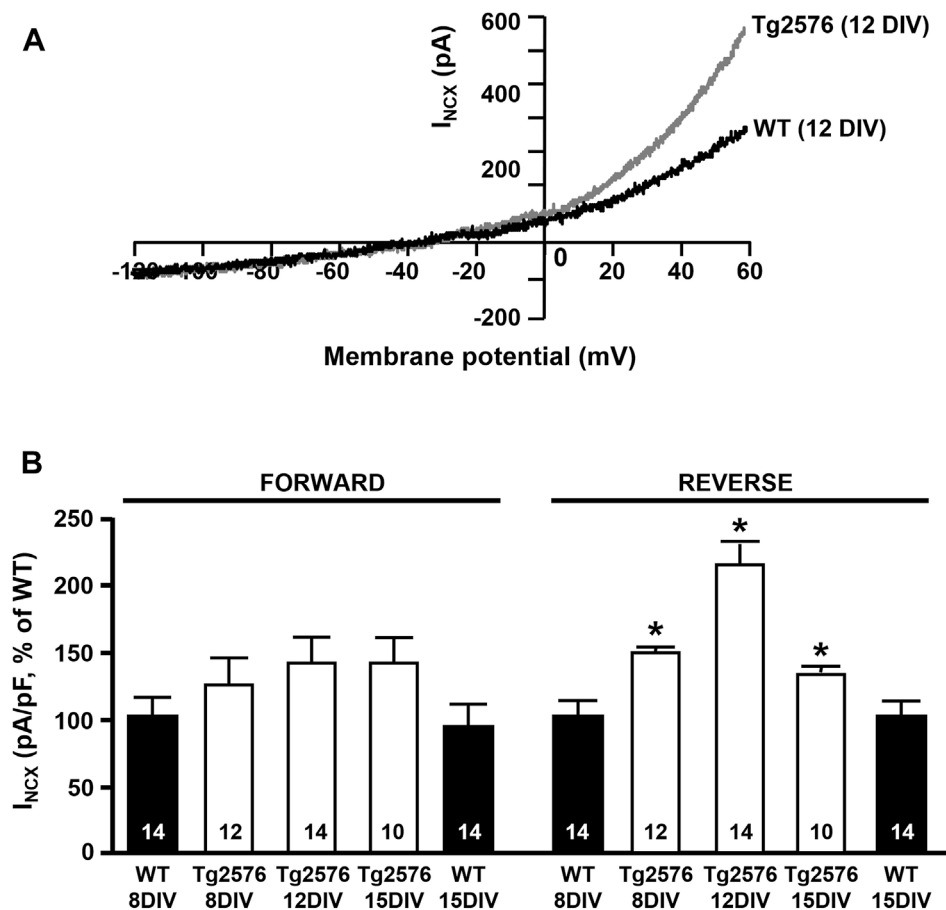 A
600
Tg2576 (12 DIV)
I_NCX (pA)
400
WT (12 DIV)
200
-120 -100 -80 -60 -40 -20 0 20 40 60
-200
Membrane potential (mV)
B
FORWARD REVERSE
I_NCX (pA/pF, % of WT)
250
200
150
100
50
0
* * *
14 12 14 10 14 14 12 14 10 14
WT Tg2576 Tg2576 Tg2576 WT WT Tg2576 Tg2576 Tg2576 WT
8DIV 8DIV 12DIV 15DIV 15DIV 8DIV 8DIV 12DIV 15DIV 15DIV